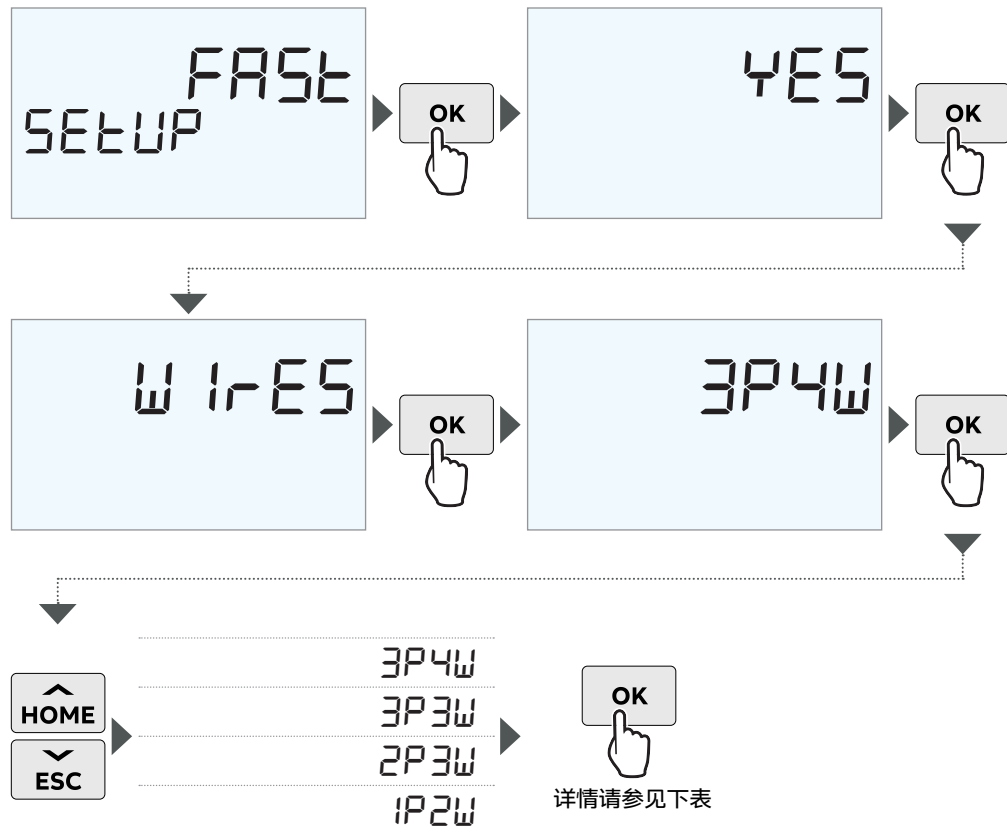 FASt
SEtUP
OK
YES
OK
WIrES
OK
3P4W
OK
HOME
ESC
3P4W
3P3W
2P3W
1P2W
OK
详情请参见下表